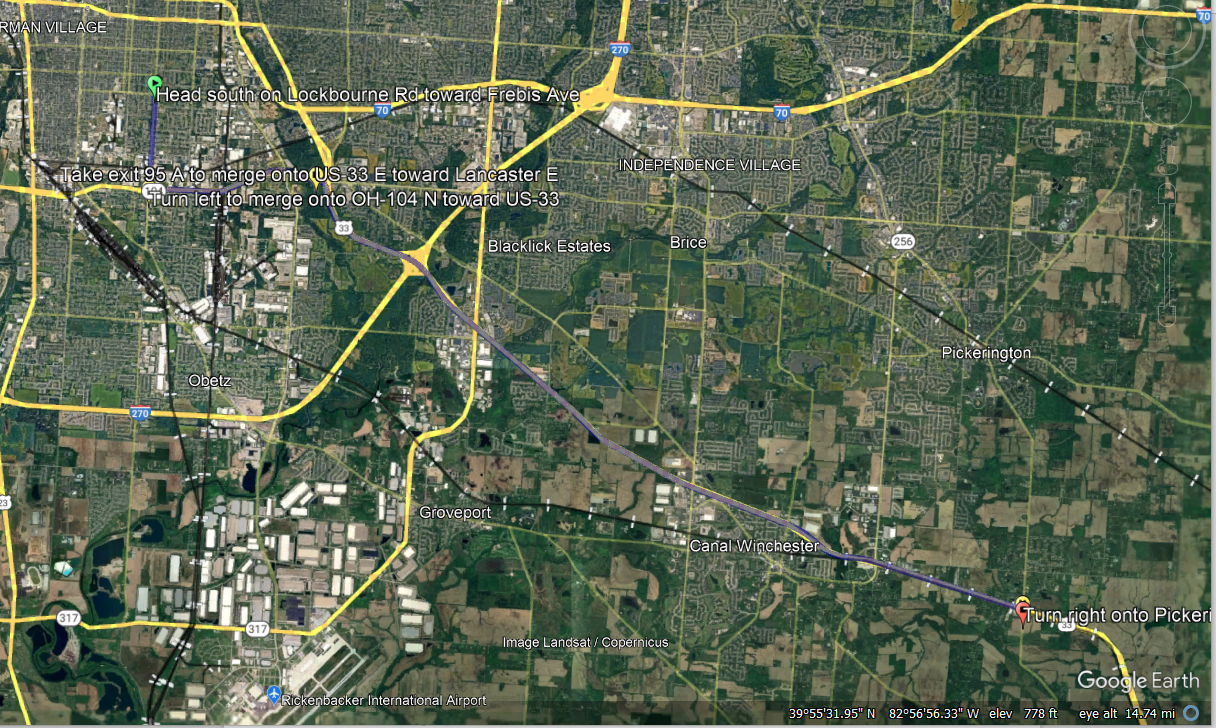 RMAN VILLAGE
70
270
Head south on Lockbourne Rd toward Frebis Ave
70
70
INDEPENDENCE VILLAGE
Take exit 95 A to merge onto US-33 E toward Lancaster E
104
Turn left to merge onto OH-104 N toward US-33
33
256
Blacklick Estates
Brice
Pickerington
Obetz
270
23
Groveport
Canal Winchester
Turn right onto Pickeri
33
317
317
Image Landsat / Copernicus
Google Earth
Rickenbacker International Airport
39°55'31.95" N 82°56'56.33" W elev 778 ft eye alt 14.74 mi